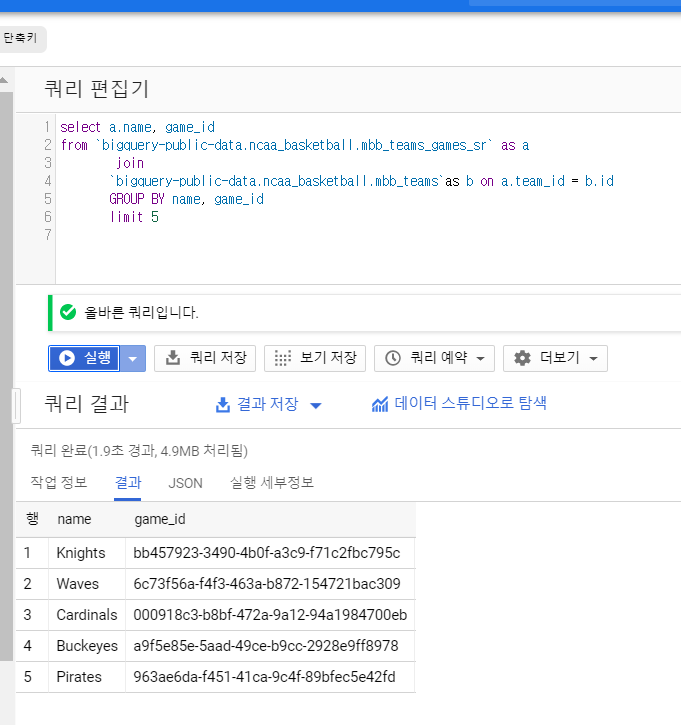 단축키
쿼리 편집기
1 select a.name, game_id
2 from `bigquery-public-data.ncaa_basketball.mbb_teams_games_sr` as a
3 join
4 `bigquery-public-data.ncaa_basketball.mbb_teams`as b on a.team_id = b.id
5 GROUP BY name, game_id
6 limit 5
7
올바른 쿼리입니다.
실행 쿼리 저장 보기 저장 쿼리 예약 더보기
쿼리 결과 결과 저장 데이터 스튜디오로 탐색
쿼리 완료(1.9초 경과, 4.9MB 처리됨)
작업 정보 결과 JSON 실행 세부정보
행 name game_id
1 Knights bb457923-3490-4b0f-a3c9-f71c2fbc795c
2 Waves 6c73f56a-f4f3-463a-b872-154721bac309
3 Cardinals 000918c3-b8bf-472a-9a12-94a1984700eb
4 Buckeyes a9f5e85e-5aad-49ce-b9cc-2928e9ff8978
5 Pirates 963ae6da-f451-41ca-9c4f-89bfec5e42fd